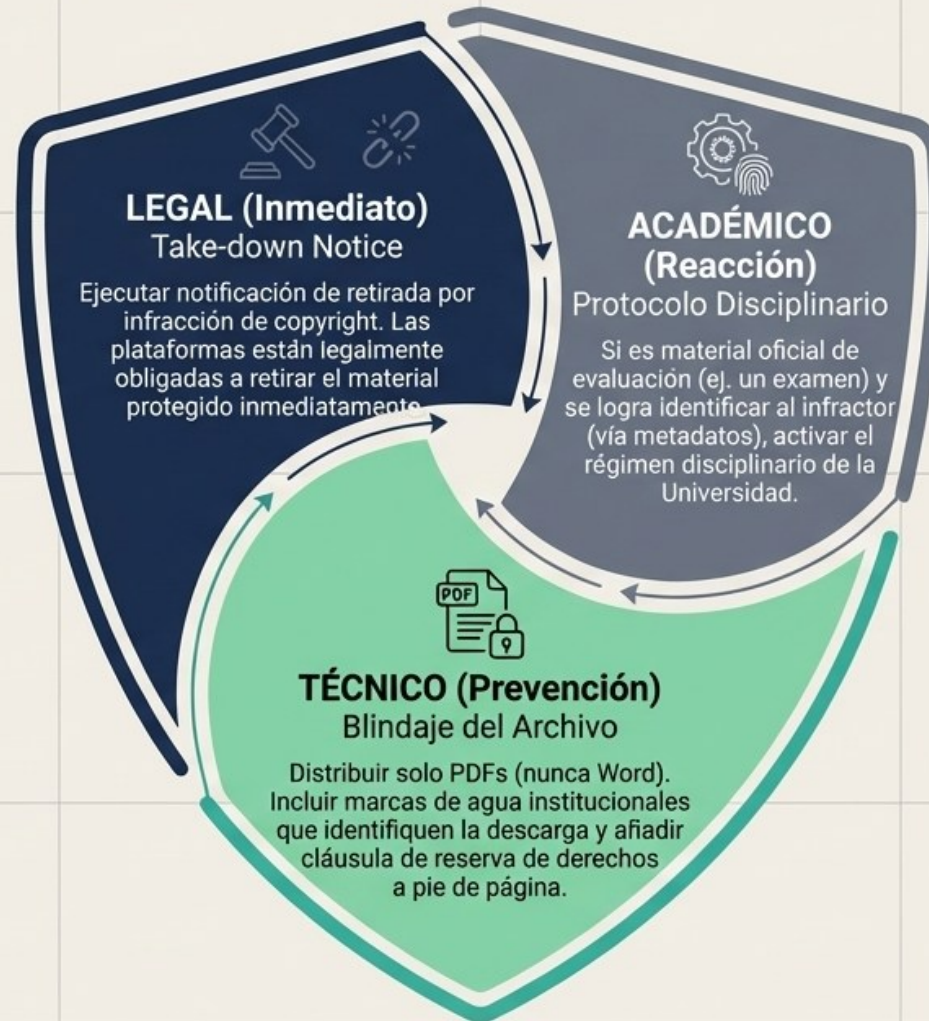 LEGAL (Inmediato)
Take-down Notice
Ejecutar notificación de retirada por
infracción de copyright. Las
plataformas están legalmente
obligadas a retirar el material
protegido inmediatamente.
ACADÉMICO
(Reacción)
Protocolo Disciplinario
Si es material oficial de
evaluación (ej. un examen) y
se logra identificar al infractor
(vía metadatos), activar el
régimen disciplinario de la
Universidad.
PDF
TÉCNICO (Prevención)
Blindaje del Archivo
Distribuir solo PDFs (nunca Word).
Incluir marcas de agua institucionales
que identifiquen la descarga y añadir
cláusula de reserva de derechos
a pie de página.